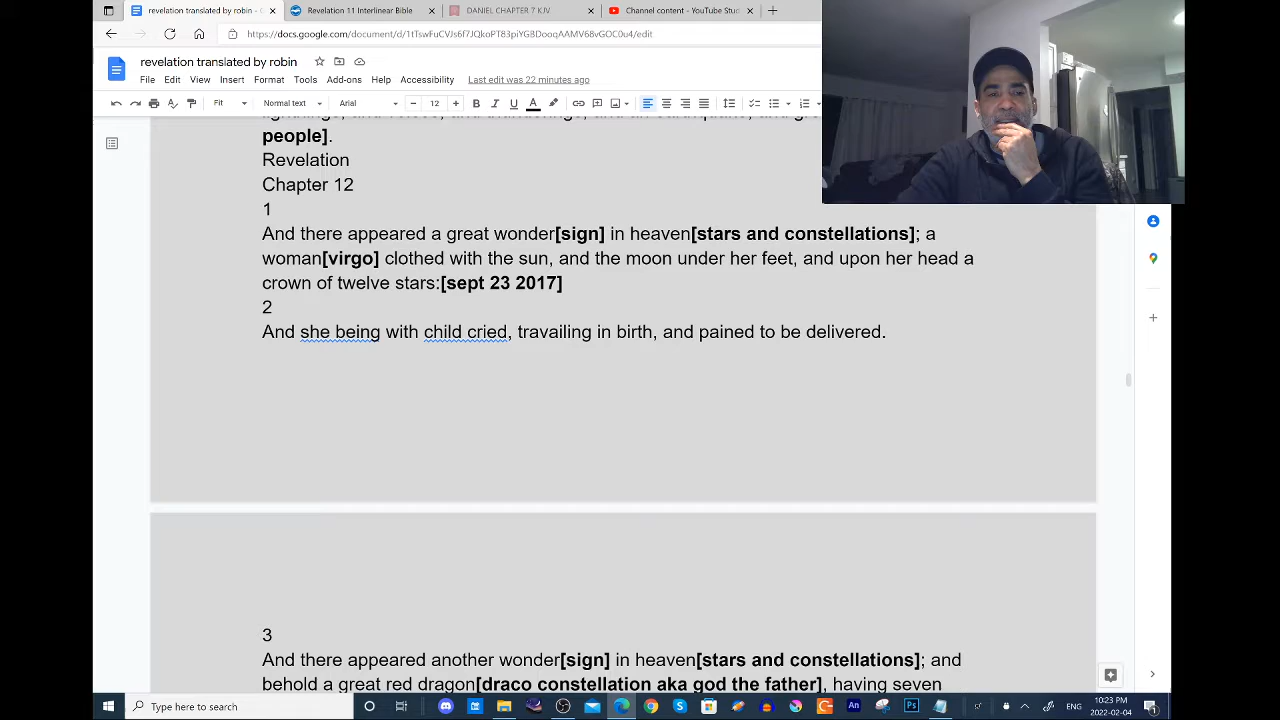 revelation translated by robin - G
Revelation 11 Interlinear Bible
DANIEL CHAPTER 7 KJV
Channel content - YouTube Stud
https://docs.google.com/document/d/1tTswFuCVJs6f7JQkoPT83piYGBDooqAAMV68vGOC0u4/edit
revelation translated by robin
File Edit View Insert Format Tools Add-ons Help Accessibility Last edit was 22 minutes ago
Fit Normal text Arial 12 B I U A
people].
Revelation
Chapter 12
1
And there appeared a great wonder[sign] in heaven[stars and constellations]; a
woman[virgo] clothed with the sun, and the moon under her feet, and upon her head a
crown of twelve stars:[sept 23 2017]
2
And she being with child cried, travailing in birth, and pained to be delivered.
3
And there appeared another wonder[sign] in heaven[stars and constellations]; and
behold a great red dragon[draco constellation aka god the father], having seven
Type here to search
ENG
10:23 PM
2022-02-04